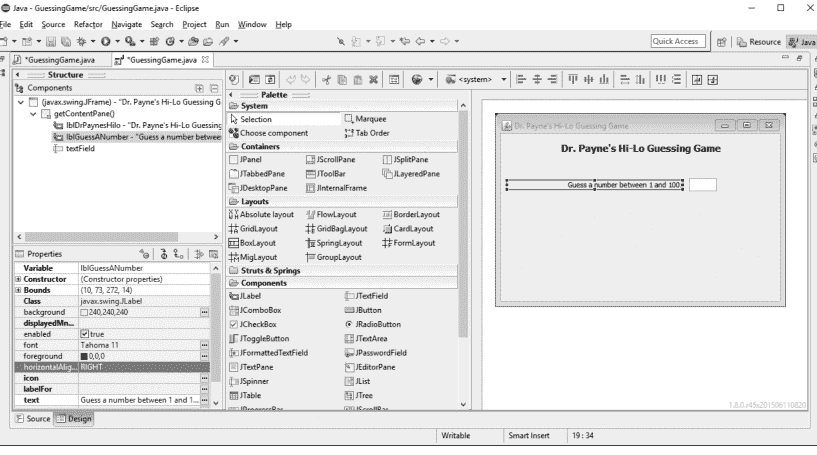 Java - GuessingGame/src/GuessingGame.java - Eclipse
File Edit Source Refactor Navigate Search Project Run Window Help
Quick Access Resource Java
*GuessingGame.java *GuessingGame.java
Structure
Components
(javax.swing.JFrame) - "Dr. Payne's Hi-Lo Guessing G
getContentPane()
lblDrPaynesHilo - "Dr. Payne's Hi-Lo Guessing
lblGuessANumber - "Guess a number betwee
textField
Properties
Variable lblGuessANumber
Constructor (Constructor properties)
Bounds (10, 73, 272, 14)
Class javax.swing.JLabel
background 240,240,240
displayedMn...
enabled true
font Tahoma 11
foreground 0,0,0
horizontalAlig... RIGHT
icon
labelFor
text Guess a number between 1 and 1...
Source Design
<system>
Palette
System
Selection Marquee
Choose component Tab Order
Containers
JPanel JScrollPane JSplitPane
JTabbedPane JToolBar JLayeredPane
JDesktopPane JInternalFrame
Layouts
Absolute layout FlowLayout BorderLayout
GridLayout GridBagLayout CardLayout
BoxLayout SpringLayout FormLayout
MigLayout GroupLayout
Struts & Springs
Components
JLabel JTextField
JComboBox JButton
JCheckBox JRadioButton
JToggleButton JTextArea
JFormattedTextField JPasswordField
JTextPane JEditorPane
JSpinner JList
JTable JTree
JProgressBar JScrollBar
Dr. Payne's Hi-Lo Guessing Game
Dr. Payne's Hi-Lo Guessing Game
Guess a number between 1 and 100:
1.8.0.r45x201506110820
Writable Smart Insert 19 : 34